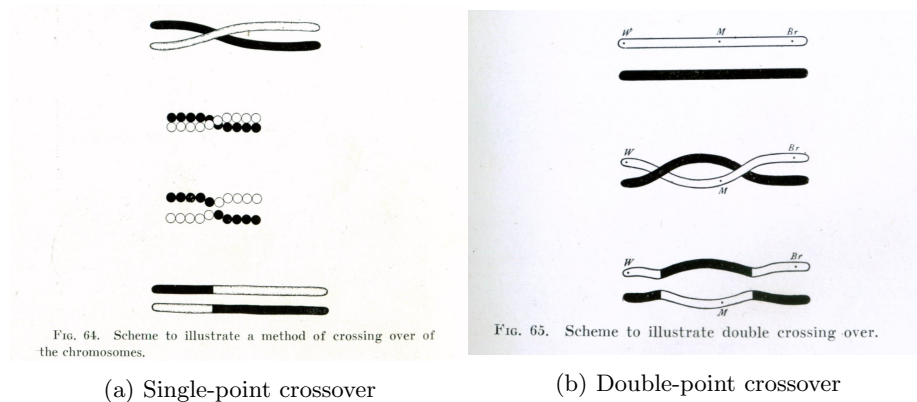 W M Br
W Br
M
W Br
M
FIG. 64. Scheme to illustrate a method of crossing over of
the chromosomes.
FIG. 65. Scheme to illustrate double crossing over.
(a) Single-point crossover
(b) Double-point crossover